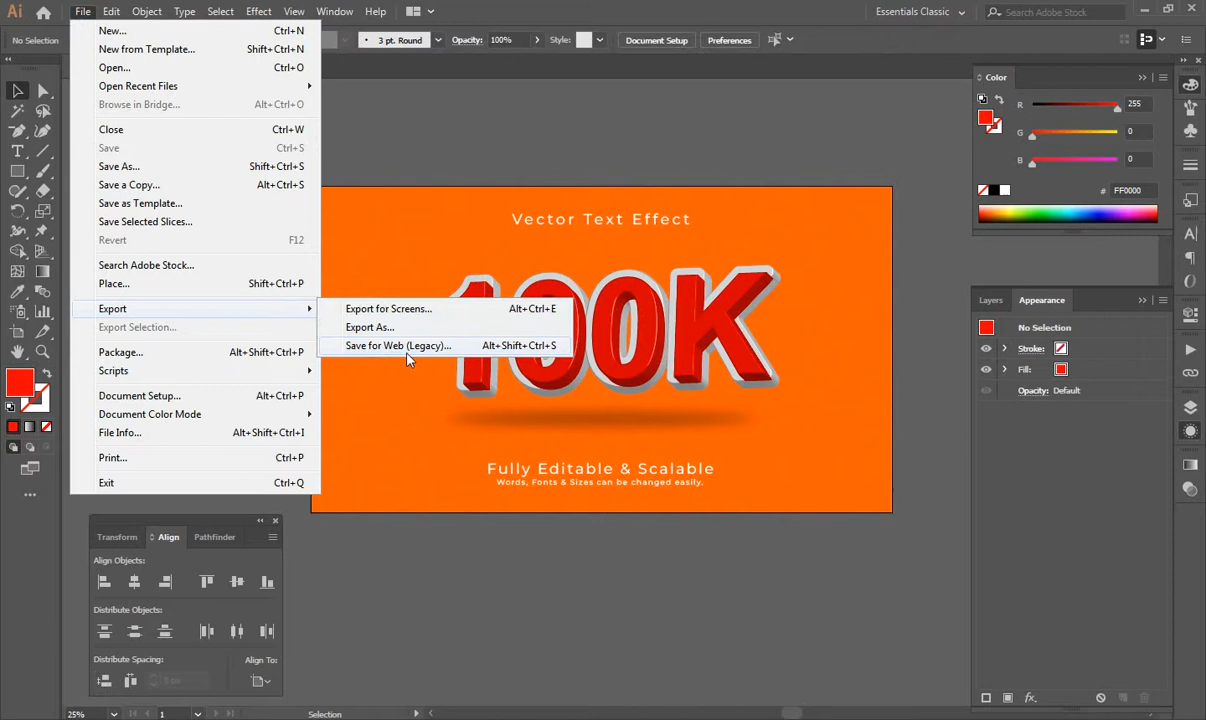 Ai File Edit Object Type Select Effect View Window Help Essentials Classic Search Adobe Stock
No Selection 3 pt. Round Opacity: 100% Style: Document Setup Preferences
New... Ctrl+N
New from Template... Shift+Ctrl+N
Open... Ctrl+O
Open Recent Files
Browse in Bridge... Alt+Ctrl+O
Close Ctrl+W
Save Ctrl+S
Save As... Shift+Ctrl+S
Save a Copy... Alt+Ctrl+S
Save as Template...
Save Selected Slices...
Revert F12
Search Adobe Stock...
Place... Shift+Ctrl+P
Export
Export Selection...
Package... Alt+Shift+Ctrl+P
Scripts
Document Setup... Alt+Ctrl+P
Document Color Mode
File Info... Alt+Shift+Ctrl+I
Print... Ctrl+P
Exit Ctrl+Q
Export for Screens... Alt+Ctrl+E
Export As...
Save for Web (Legacy)... Alt+Shift+Ctrl+S
Vector Text Effect
100K
Fully Editable & Scalable
Words, Fonts & Sizes can be changed easily.
Color
R 255
G 0
B 0
# FF0000
Layers Appearance
No Selection
Stroke:
Fill:
Opacity: Default
fx
Transform Align Pathfinder
Align Objects:
Distribute Objects:
Distribute Spacing: Align To:
0 px
25% 1 Selection